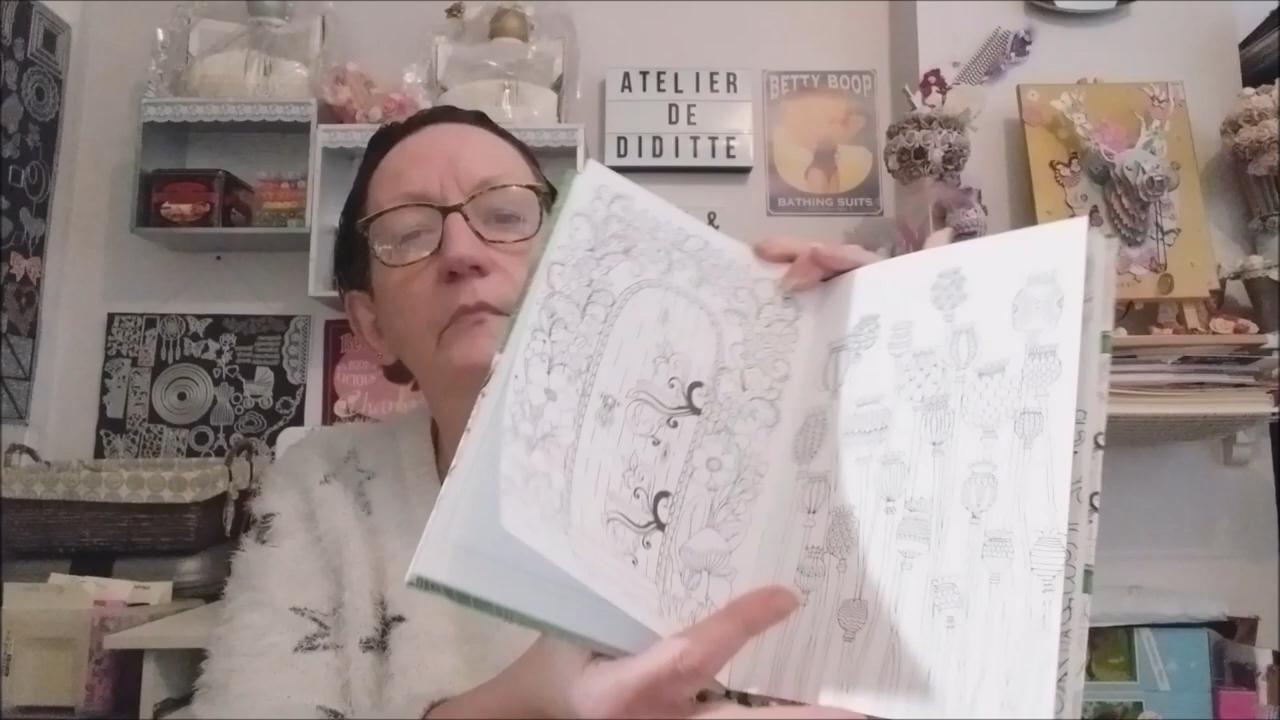 ATELIER
DE
DIDITTE
BETTY BOOP
BATHING SUITS
&